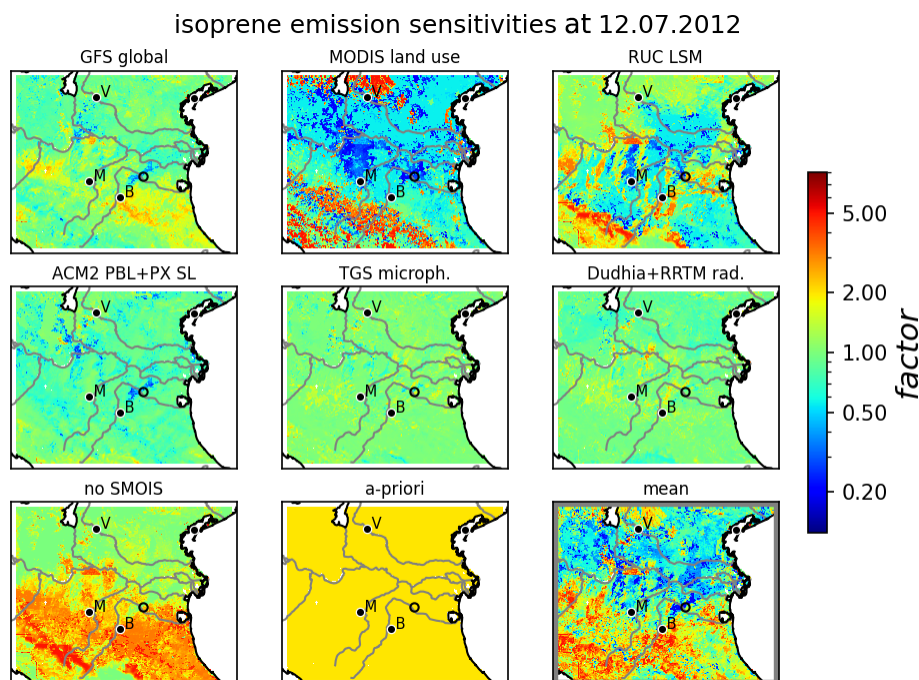 isoprene emission sensitivities at 12.07.2012
GFS global
MODIS land use
RUC LSM
V
M
B
V
M
B
V
M
B
ACM2 PBL+PX SL
TGS microph.
Dudhia+RRTM rad.
V
M
B
V
M
B
V
M
B
no SMOIS
a-priori
mean
V
M
B
V
M
B
V
M
B
5.00
2.00
1.00
0.50
0.20
factor